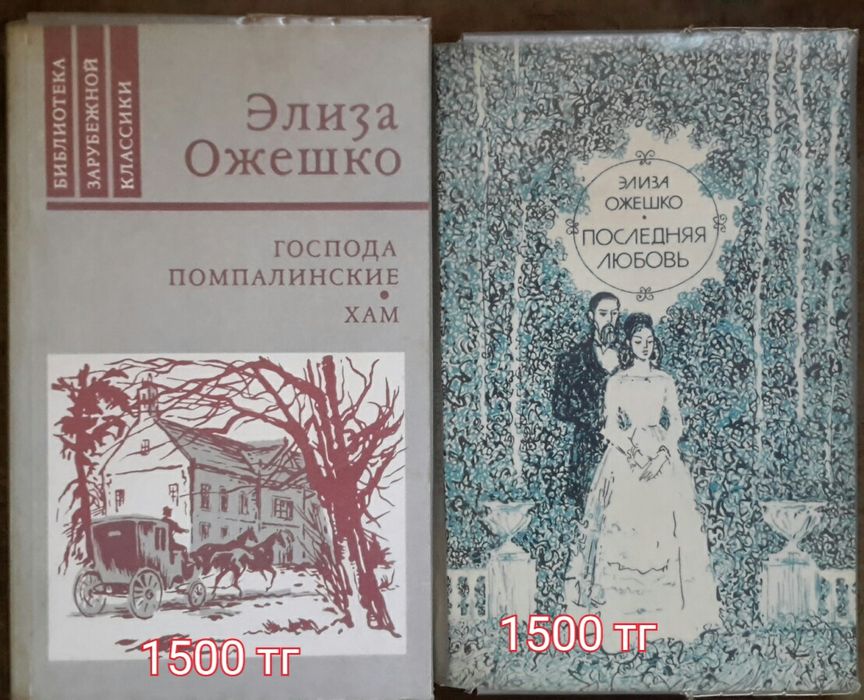 БИБЛИОТЕКА
ЗАРУБЕЖНОЙ
КЛАССИКИ
Элиза
Ожешко
ГОСПОДА
ПОМПАЛИНСКИЕ
•
ХАМ
1500 тг
ЭЛИЗА
ОЖЕШКО
•
ПОСЛЕДНЯЯ
ЛЮБОВЬ
1500 тг